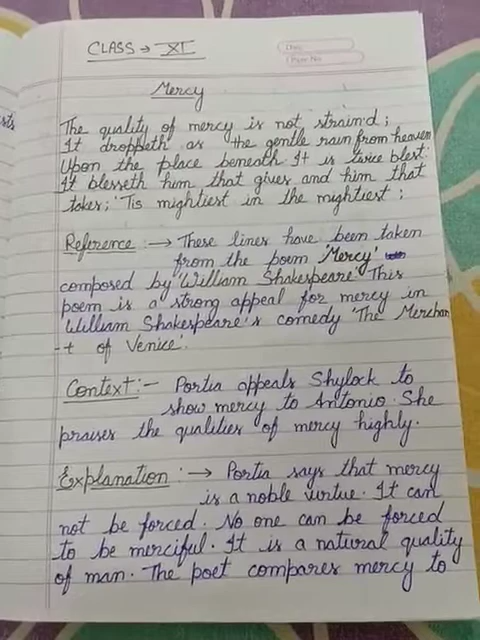 CLASS → XI
Date
Page No.
Mercy
The quality of mercy is not strain'd;
It droppeth as the gentle rain from heaven
Upon the place beneath. It is twice blest:
It blesseth him that gives and him that
takes; 'Tis mightiest in the mightiest;
Reference :→ These lines have been taken
from the poem 'Mercy'
composed by 'William Shakespeare'. This
poem is a strong appeal for mercy in
William Shakespeare's comedy 'The Merchan
-t of Venice'.
Context:- Portia appeals Shylock to
show mercy to Antonio. She
praises the qualities of mercy highly.
Explanation :→ Portia says that mercy
is a noble virtue. It can
not be forced. No one can be forced
to be merciful. It is a natural quality
of man. The poet compares mercy to